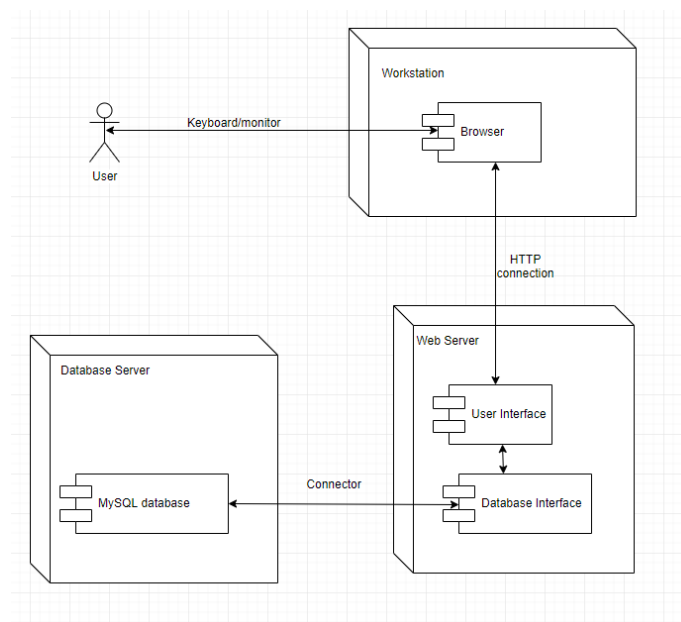 Workstation
Keyboard/monitor
Browser
User
HTTP
connection
Web Server
Database Server
User Interface
Connector
MySQL database
Database Interface